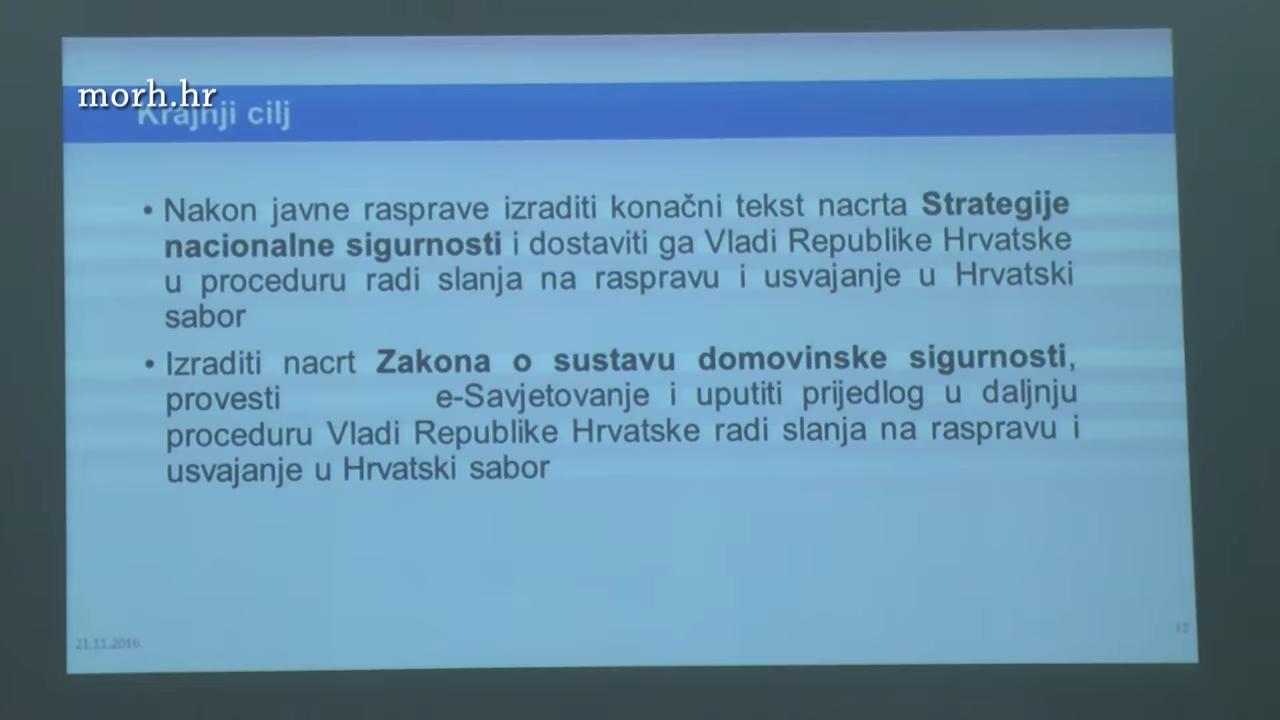 morh.hr
Krajnji cilj
• Nakon javne rasprave izraditi konačni tekst nacrta Strategije
nacionalne sigurnosti i dostaviti ga Vladi Republike Hrvatske
u proceduru radi slanja na raspravu i usvajanje u Hrvatski
sabor
• Izraditi nacrt Zakona o sustavu domovinske sigurnosti,
provesti e-Savjetovanje i uputiti prijedlog u daljnju
proceduru Vladi Republike Hrvatske radi slanja na raspravu i
usvajanje u Hrvatski sabor
21.11.2016.
12